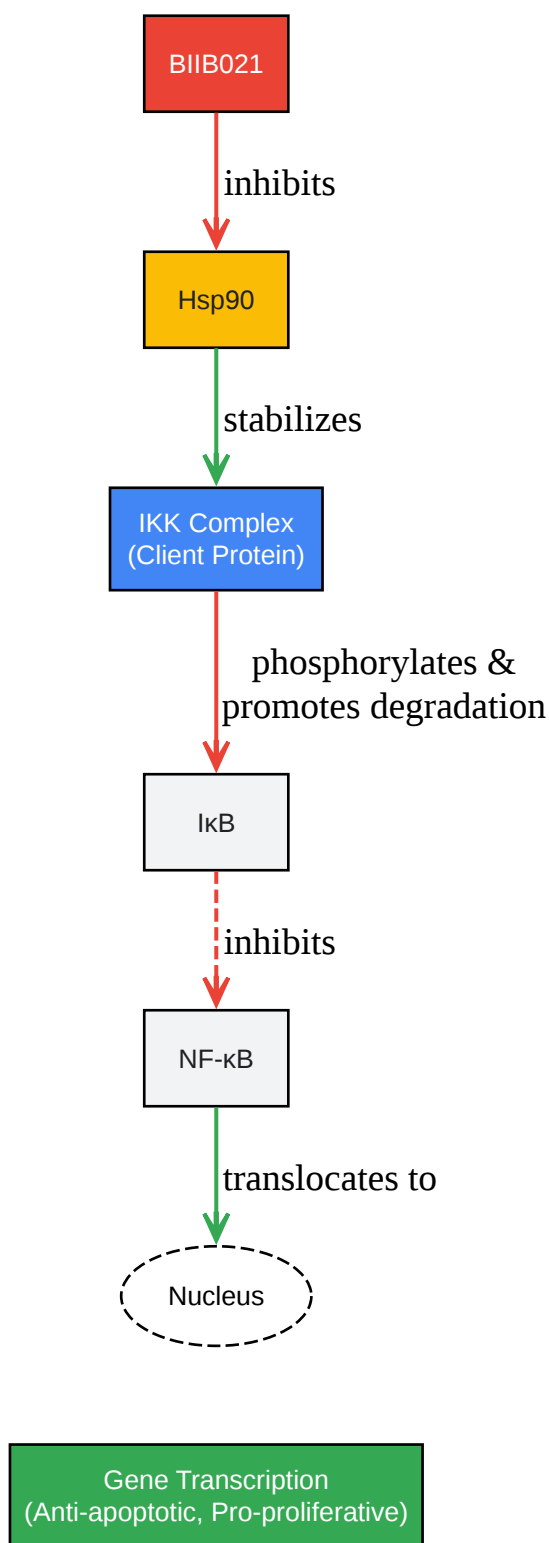 BIIB021
inhibits
Hsp90
stabilizes
IKK Complex
(Client Protein)
phosphorylates &
promotes degradation
IκB
inhibits
NF-κB
translocates to
Nucleus
Gene Transcription
(Anti-apoptotic, Pro-proliferative)